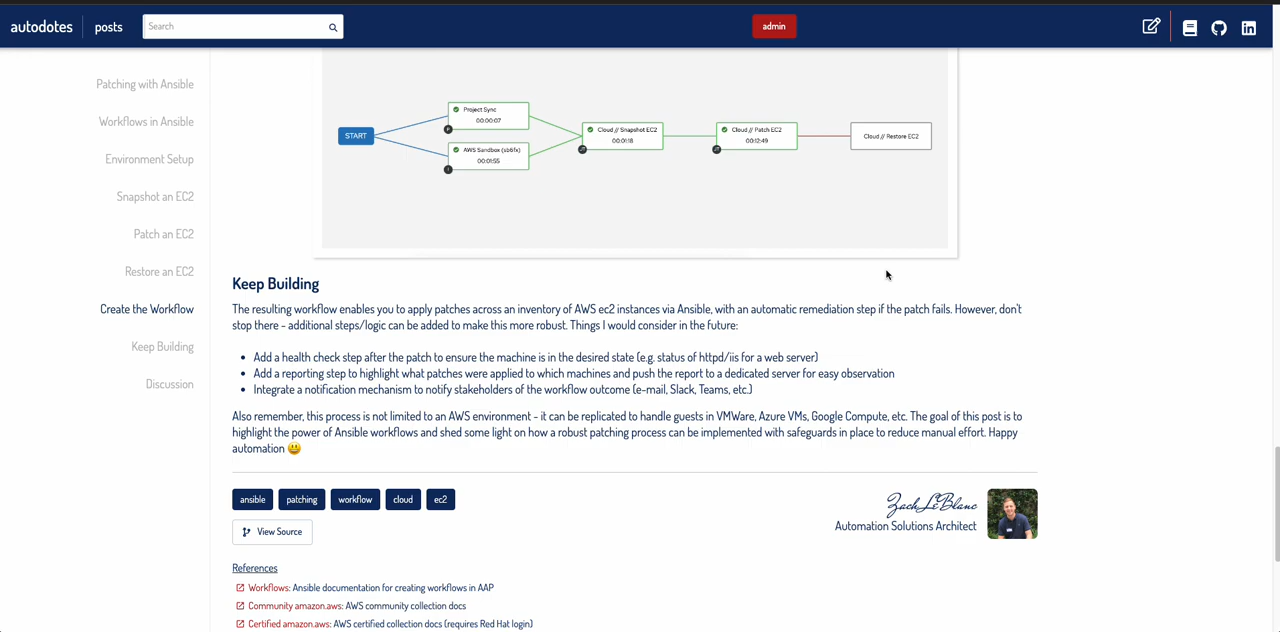 autodotes
posts
Search
admin
Patching with Ansible
Workflows in Ansible
Environment Setup
Snapshot an EC2
Patch an EC2
Restore an EC2
Create the Workflow
Keep Building
Discussion
START
Project Sync
00:00:07
AWS Sandbox (sb6fx)
00:01:55
Cloud // Snapshot EC2
00:01:18
Cloud // Patch EC2
00:12:49
Cloud // Restore EC2
Keep Building
The resulting workflow enables you to apply patches across an inventory of AWS ec2 instances via Ansible, with an automatic remediation step if the patch fails. However, don't
stop there - additional steps/logic can be added to make this more robust. Things I would consider in the future:
• Add a health check step after the patch to ensure the machine is in the desired state (e.g. status of httpd/iis for a web server)
• Add a reporting step to highlight what patches were applied to which machines and push the report to a dedicated server for easy observation
• Integrate a notification mechanism to notify stakeholders of the workflow outcome (e-mail, Slack, Teams, etc.)
Also remember, this process is not limited to an AWS environment - it can be replicated to handle guests in VMWare, Azure VMs, Google Compute, etc. The goal of this post is to
highlight the power of Ansible workflows and shed some light on how a robust patching process can be implemented with safeguards in place to reduce manual effort. Happy
automation 😃
ansible patching workflow cloud ec2
View Source
Zach LeBlanc
Automation Solutions Architect
References
Workflows: Ansible documentation for creating workflows in AAP
Community amazon.aws: AWS community collection docs
Certified amazon.aws: AWS certified collection docs (requires Red Hat login)